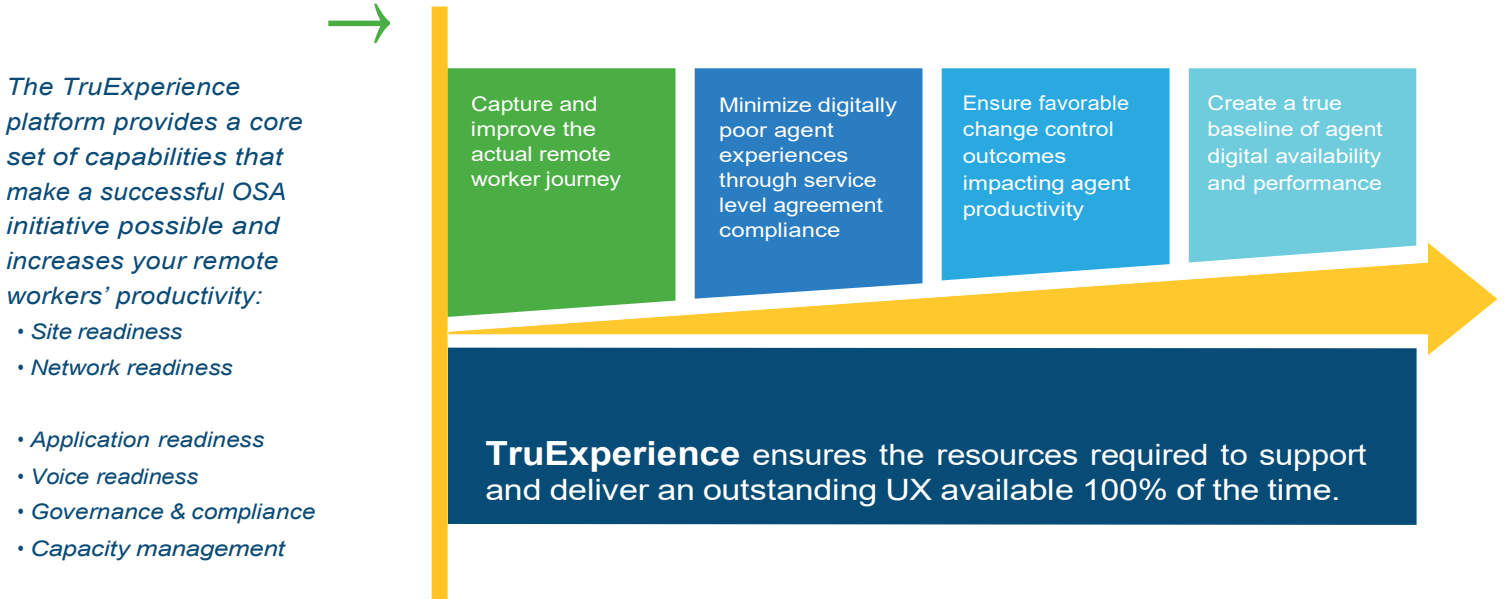 The TruExperience
platform provides a core
set of capabilities that
make a successful OSA
initiative possible and
increases your remote
workers’ productivity:
• Site readiness
• Network readiness
• Application readiness
• Voice readiness
• Governance & compliance
• Capacity management
Capture and
improve the
actual remote
worker journey
Minimize digitally
poor agent
experiences
through service
level agreement
compliance
Ensure favorable
change control
outcomes
impacting agent
productivity
Create a true
baseline of agent
digital availability
and performance
TruExperience ensures the resources required to support
and deliver an outstanding UX available 100% of the time.